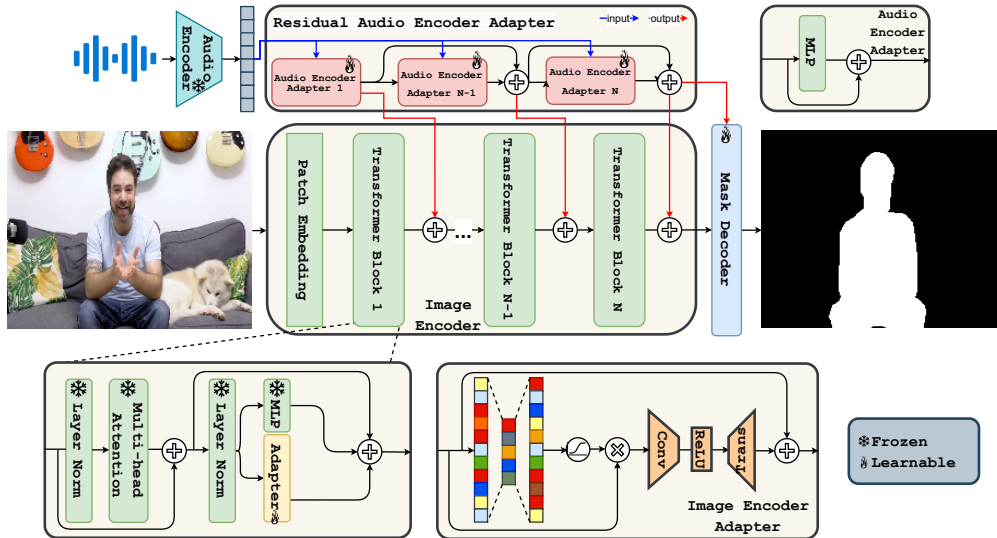 Residual Audio Encoder Adapter
input
output
Audio
Encoder
Audio Encoder
Adapter 1
Audio Encoder
Adapter N-1
Audio Encoder
Adapter N
MLP
Audio
Encoder
Adapter
Patch Embedding
Transformer Block 1
...
Transformer Block N-1
Transformer Block N
Image
Encoder
Mask Decoder
Layer Norm
Multi-head
Attention
Layer Norm
MLP
Adapter
Conv
ReLU
Trans
Image Encoder
Adapter
Frozen
Learnable